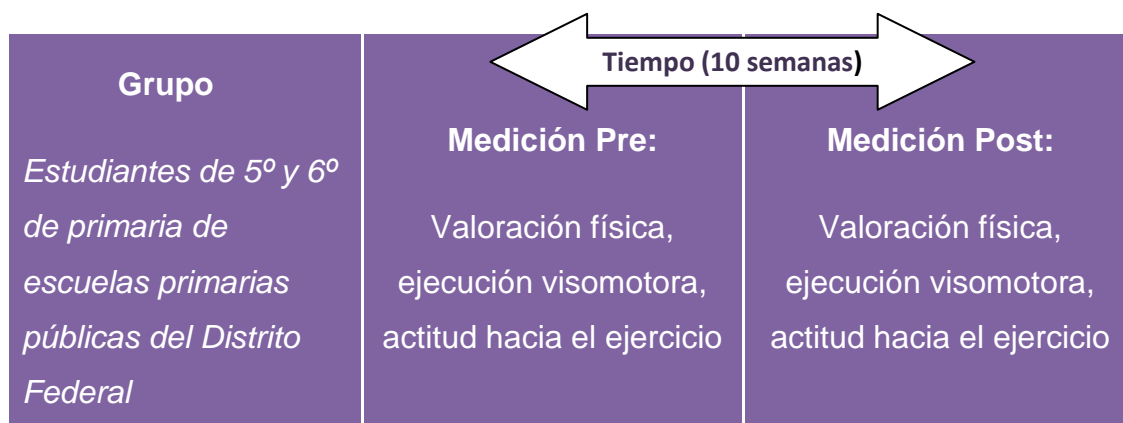 Tiempo (10 semanas)
Grupo
Estudiantes de 5º y 6º
de primaria de
escuelas primarias
públicas del Distrito
Federal
Medición Pre:
Valoración física,
ejecución visomotora,
actitud hacia el ejercicio
Medición Post:
Valoración física,
ejecución visomotora,
actitud hacia el ejercicio